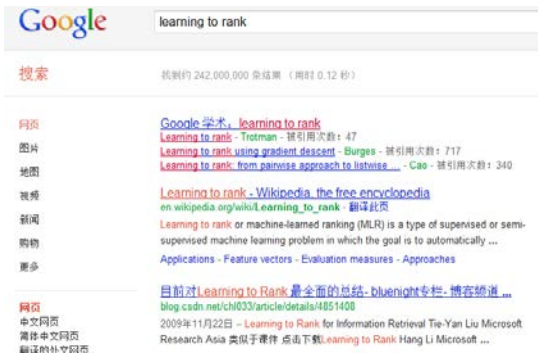 Google
learning to rank
搜索
找到约 242,000,000 条结果 （用时 0.12 秒）
网页
图片
地图
视频
新闻
购物
更多
网页
中文网页
简体中文网页
翻译的外文网页
Google 学术: learning to rank
Learning to rank - Trotman - 被引用次数: 47
Learning to rank using gradient descent - Burges - 被引用次数: 717
Learning to rank: from pairwise approach to listwise ... - Cao - 被引用次数: 340
Learning to rank - Wikipedia, the free encyclopedia
en.wikipedia.org/wiki/Learning_to_rank - 翻译此页
Learning to rank or machine-learned ranking (MLR) is a type of supervised or semi-
supervised machine learning problem in which the goal is to automatically ...
Applications - Feature vectors - Evaluation measures - Approaches
目前对Learning to Rank 最全面的总结- bluenight专栏- 博客频道 ...
blog.csdn.net/chl033/article/details/4851408
2009年11月22日 – Learning to Rank for Information Retrieval Tie-Yan Liu Microsoft
Research Asia 类似于课件 点击下载Learning to Rank Hang Li Microsoft ...